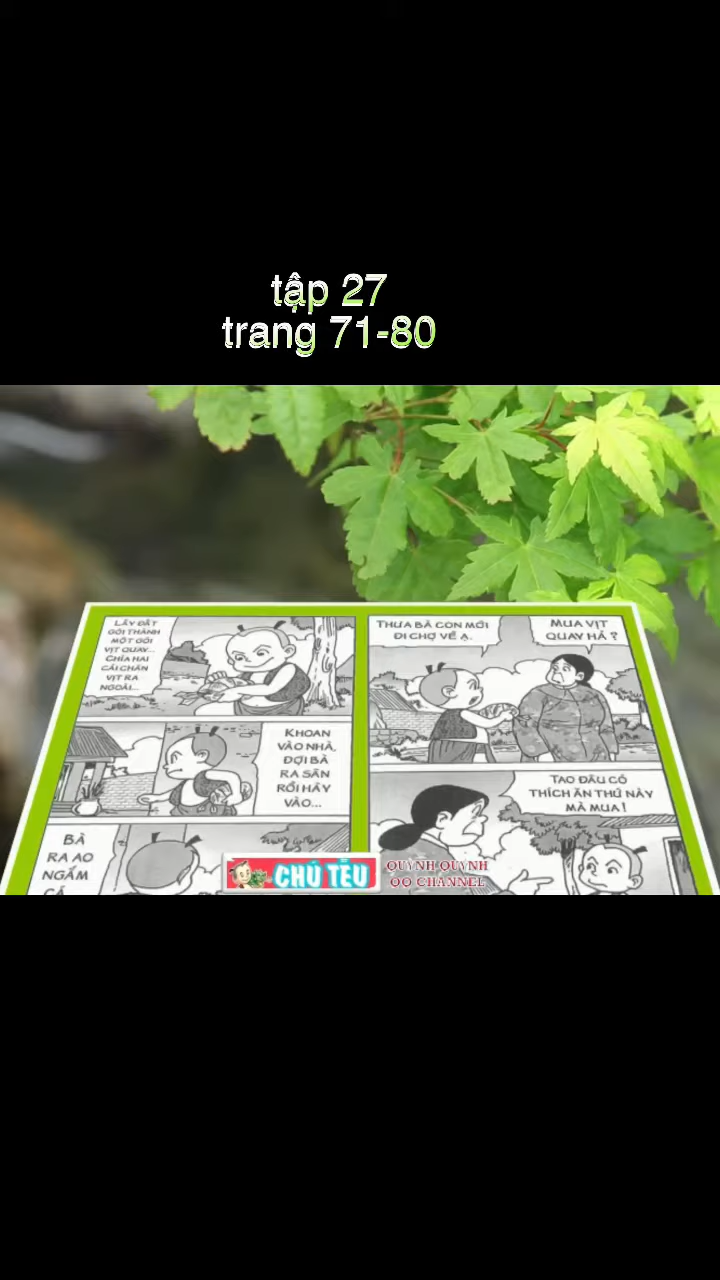 tập 27
trang 71-80
LẤY ĐẤT
GÓI THÀNH
MỘT GÓI
VỊT QUAY...
CHÌA HAI
CÁI CHÂN
VỊT RA
NGOÀI...
KHOAN
VÀO NHÀ,
ĐỢI BÀ
RA SÂN
RỒI HÃY
VÀO...
BÀ
RA AO
NGẮM
CÁ
THƯA BÀ CON MỚI
ĐI CHỢ VỀ Ạ.
MUA VỊT
QUAY HẢ?
TAO ĐÂU CÓ
THÍCH ĂN THỨ NÀY
MÀ MUA!
CHÚ TỄU
QUỲNH QUỲNH
QQ CHANNEL